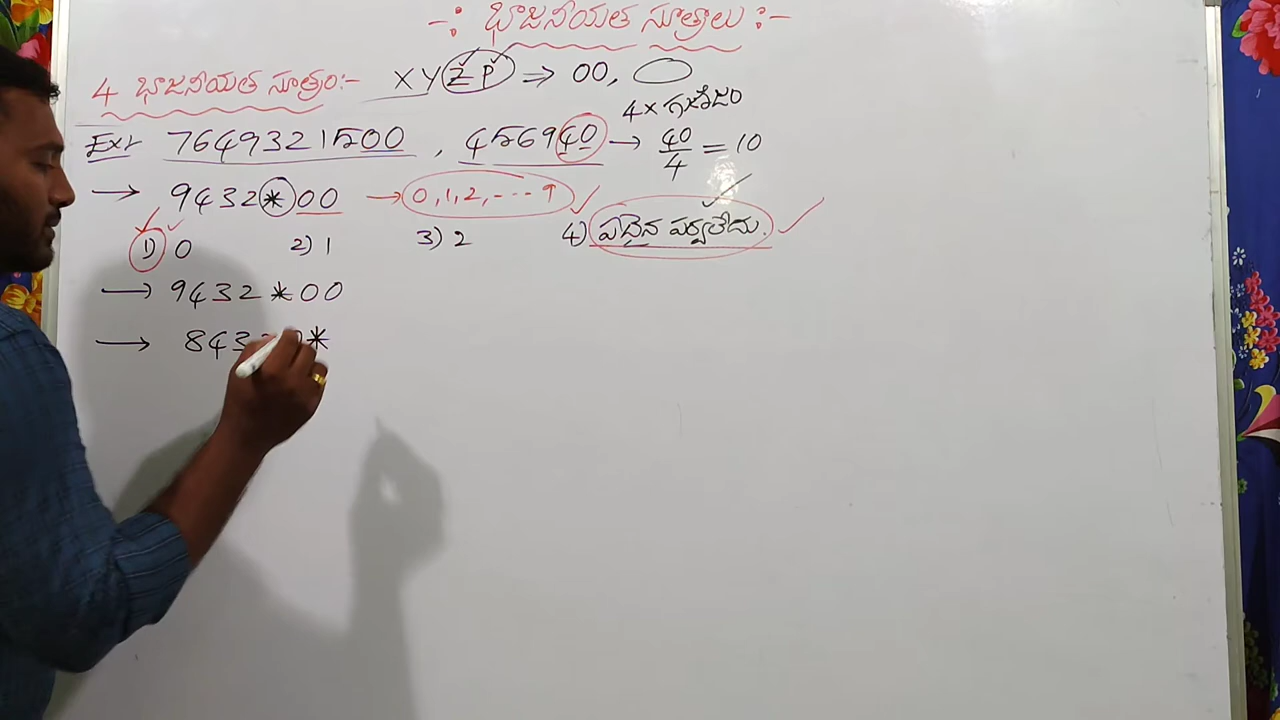 -: భాజనీయత సూత్రాలు :-
4 భాజనీయత సూత్రం:- X Y Z P ⇒ 00,
4 x గుణిజం
Ex:- 7649321500 , 456940 → 40/4 = 10
→ 9432*00 → 0,1,2,---9
1) 0 2) 1 3) 2 4) ఏదైన పర్వలేదు.
→ 9432*00
→ 843 *